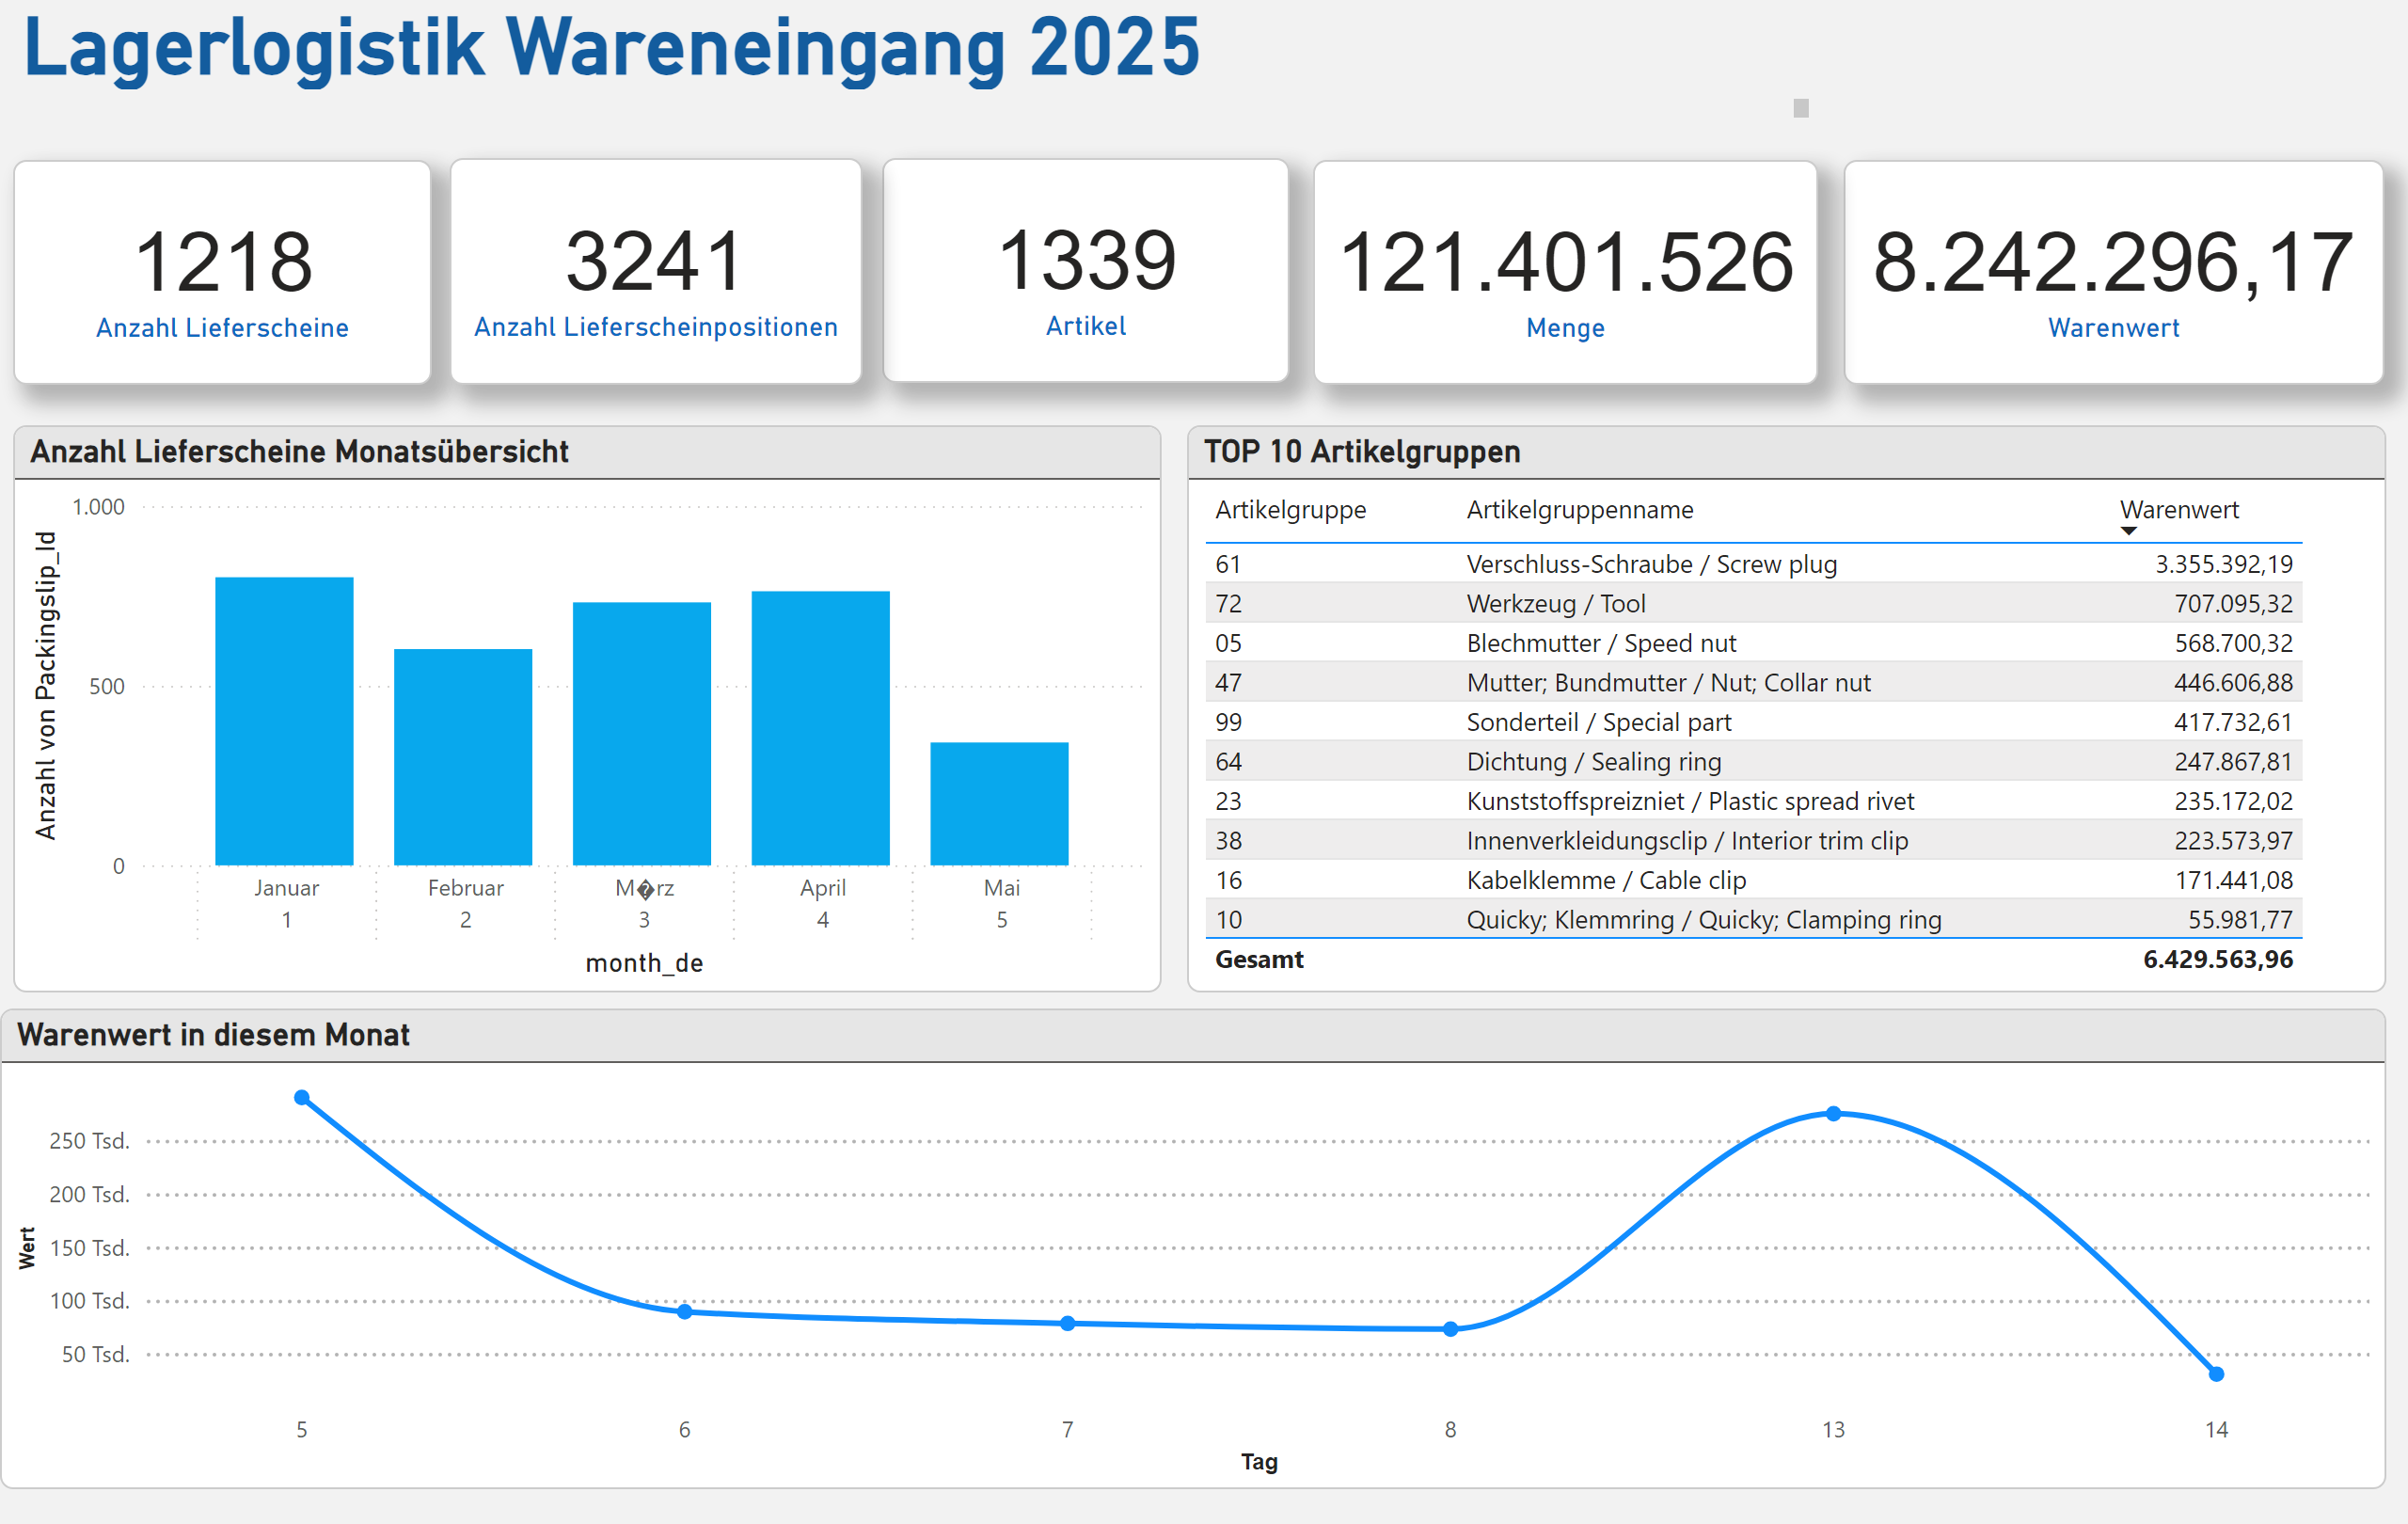 Lagerlogistik Wareneingang 2025
1218
Anzahl Lieferscheine
3241
Anzahl Lieferscheinpositionen
1339
Artikel
121.401.526
Menge
8.242.296,17
Warenwert
Anzahl Lieferscheine Monatsübersicht
Anzahl von Packingslip_Id
1.000
500
0
Januar Februar M�rz April Mai
1 2 3 4 5
month_de
TOP 10 Artikelgruppen
Artikelgruppe Artikelgruppenname Warenwert
61 Verschluss-Schraube / Screw plug 3.355.392,19
72 Werkzeug / Tool 707.095,32
05 Blechmutter / Speed nut 568.700,32
47 Mutter; Bundmutter / Nut; Collar nut 446.606,88
99 Sonderteil / Special part 417.732,61
64 Dichtung / Sealing ring 247.867,81
23 Kunststoffspreizniet / Plastic spread rivet 235.172,02
38 Innenverkleidungsclip / Interior trim clip 223.573,97
16 Kabelklemme / Cable clip 171.441,08
10 Quicky; Klemmring / Quicky; Clamping ring 55.981,77
Gesamt 6.429.563,96
Warenwert in diesem Monat
Wert
250 Tsd.
200 Tsd.
150 Tsd.
100 Tsd.
50 Tsd.
5 6 7 8 13 14
Tag